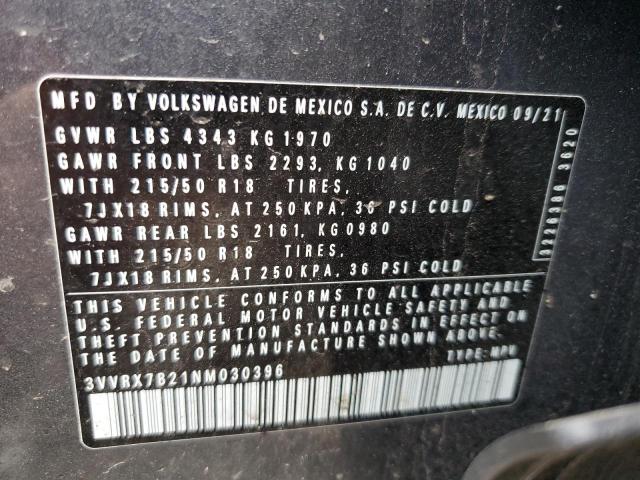 MFD BY VOLKSWAGEN DE MEXICO S.A. DE C.V. MEXICO 09/21
GVWR LBS 4343 KG 1970
GAWR FRONT LBS 2293, KG 1040
WITH 215/50 R18 TIRES,
7JX18 RIMS, AT 250 KPA, 36 PSI COLD
GAWR REAR LBS 2161, KG 0980
WITH 215/50 R18 TIRES,
7JX18 RIMS, AT 250 KPA, 36 PSI COLD
THIS VEHICLE CONFORMS TO ALL APPLICABLE
U.S. FEDERAL MOTOR VEHICLE SAFETY AND
THEFT PREVENTION STANDARDS IN EFFECT ON
THE DATE OF MANUFACTURE SHOWN ABOVE.
TYPE: MPV
3VVRX7B21NM030396
3226386 3620